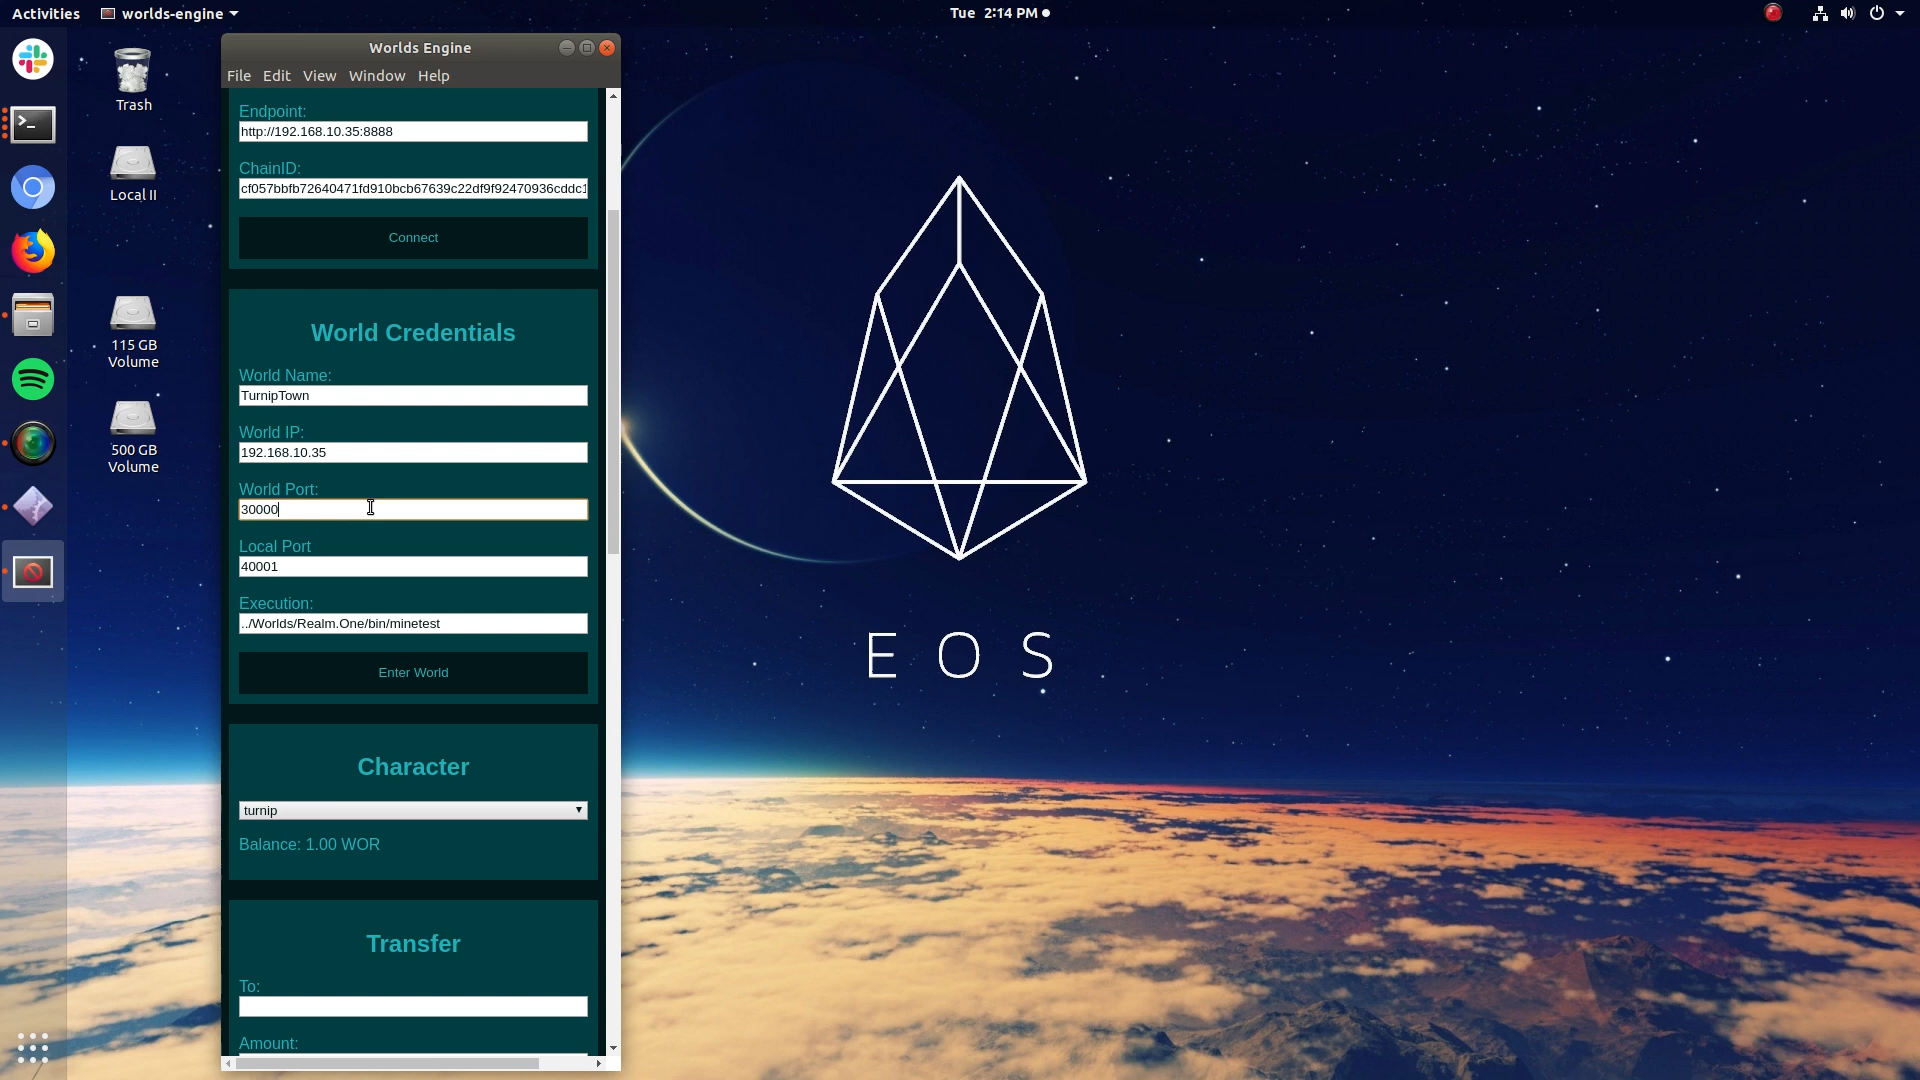 Activities worlds-engine Tue 2:14 PM
Trash
Local II
115 GB
Volume
500 GB
Volume
Worlds Engine
File Edit View Window Help
Endpoint:
http://192.168.10.35:8888
ChainID:
cf057bbfb72640471fd910bcb67639c22df9f92470936cddc1
Connect
World Credentials
World Name:
TurnipTown
World IP:
192.168.10.35
World Port:
30000
Local Port
40001
Execution:
../Worlds/Realm.One/bin/minetest
Enter World
Character
turnip
Balance: 1.00 WOR
Transfer
To:
Amount:
EOS